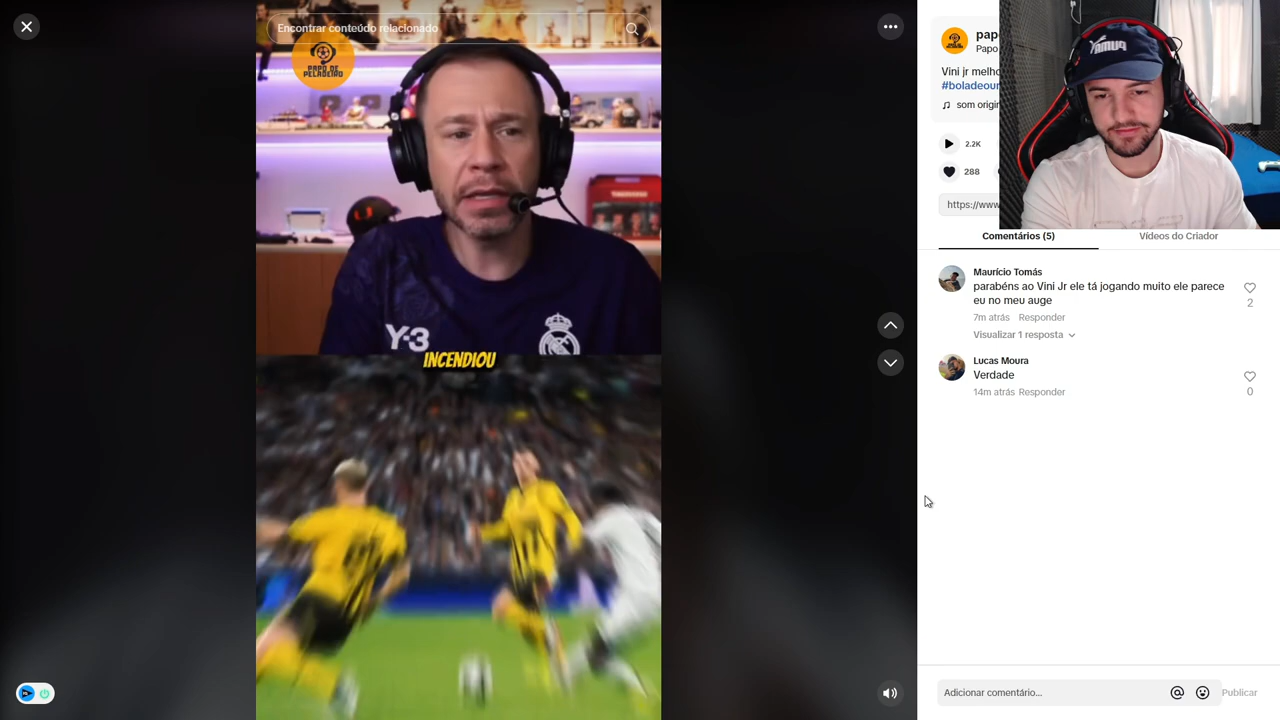 Encontrar conteúdo relacionado
PAPO DE
PELADEIRO
U
Y-3
INCENDIOU
pap
Papo
Vini jr melho
#boladeour
som origin
2.2K
288
https://www
Comentários (5)
Vídeos do Criador
Maurício Tomás
parabéns ao Vini Jr ele tá jogando muito ele parece
eu no meu auge
2
7m atrás Responder
Visualizar 1 resposta
Lucas Moura
Verdade
0
14m atrás Responder
Adicionar comentário...
Publicar